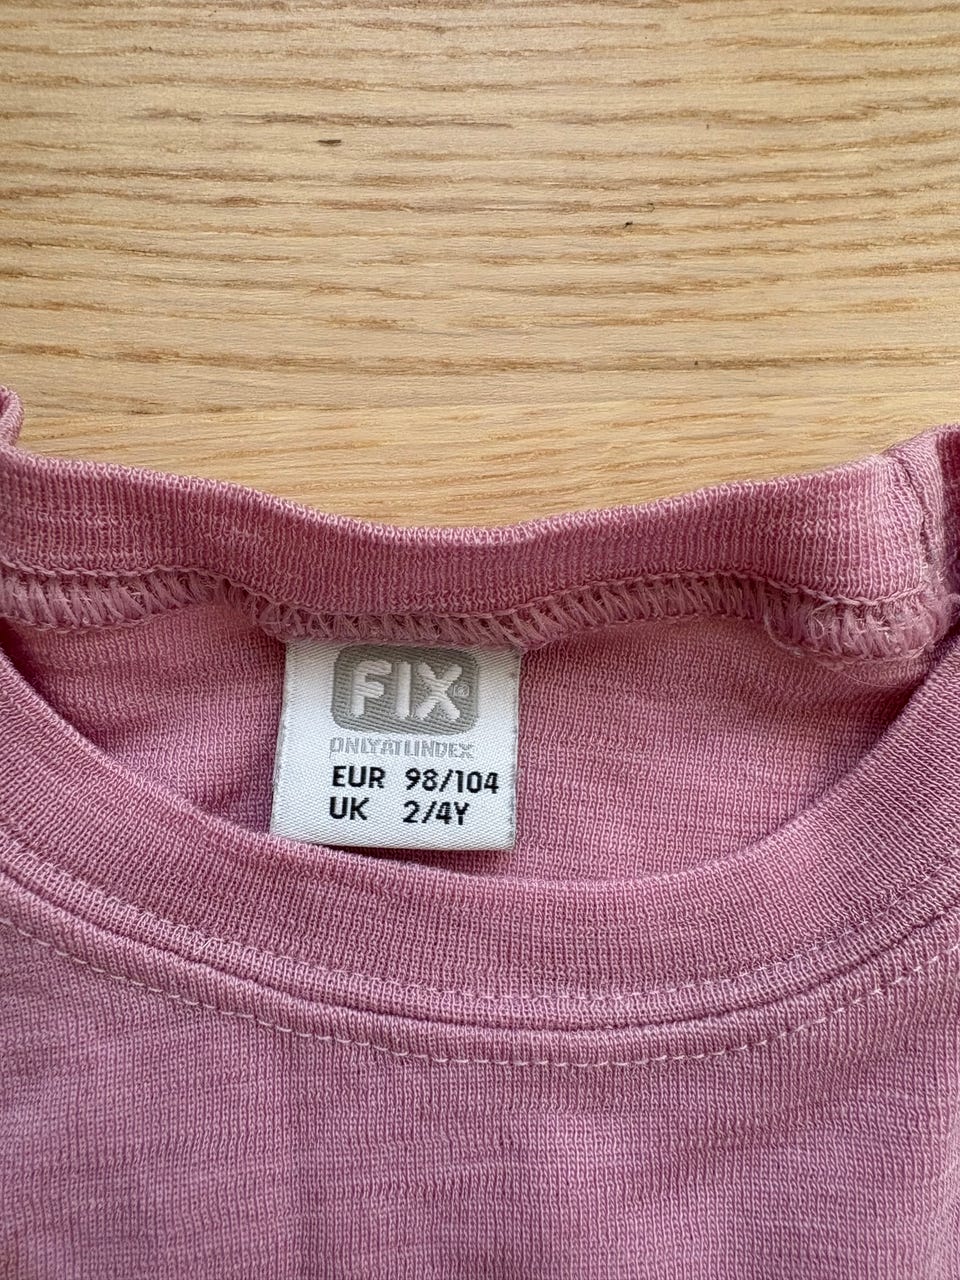 FIX®
ONLYATLINDEX
EUR 98/104
UK 2/4Y